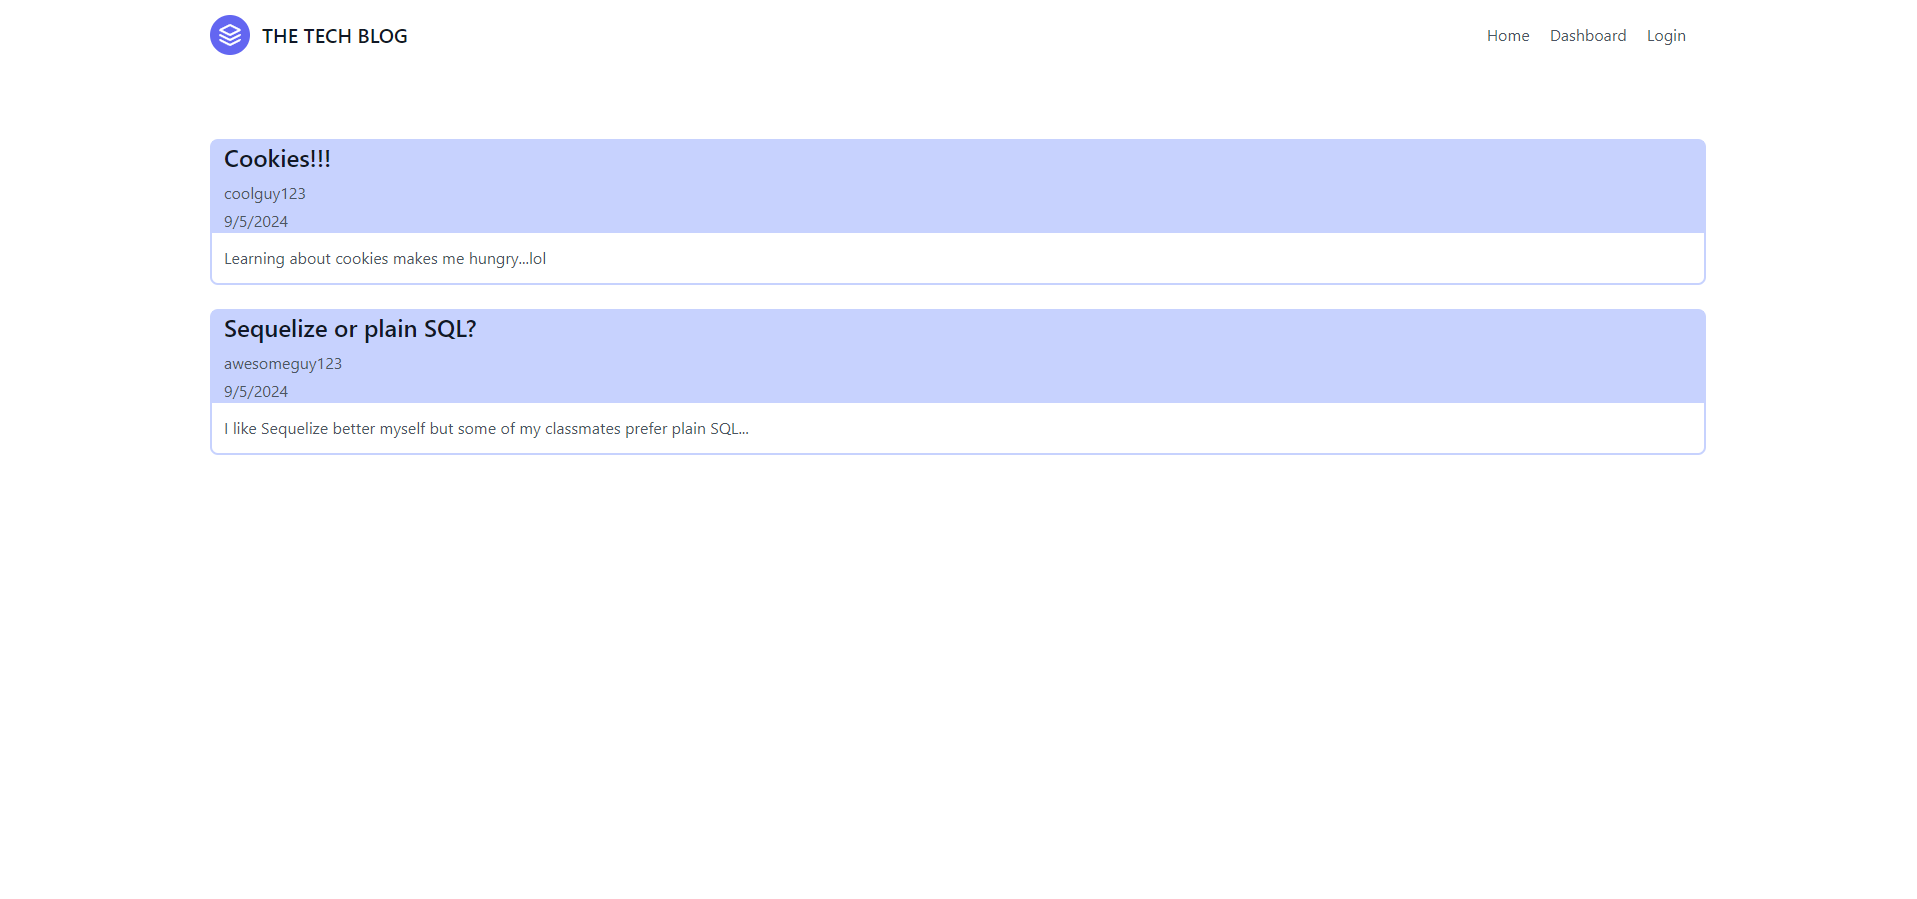 THE TECH BLOG
Home Dashboard Login
Cookies!!!
coolguy123
9/5/2024
Learning about cookies makes me hungry...lol
Sequelize or plain SQL?
awesomeguy123
9/5/2024
I like Sequelize better myself but some of my classmates prefer plain SQL...